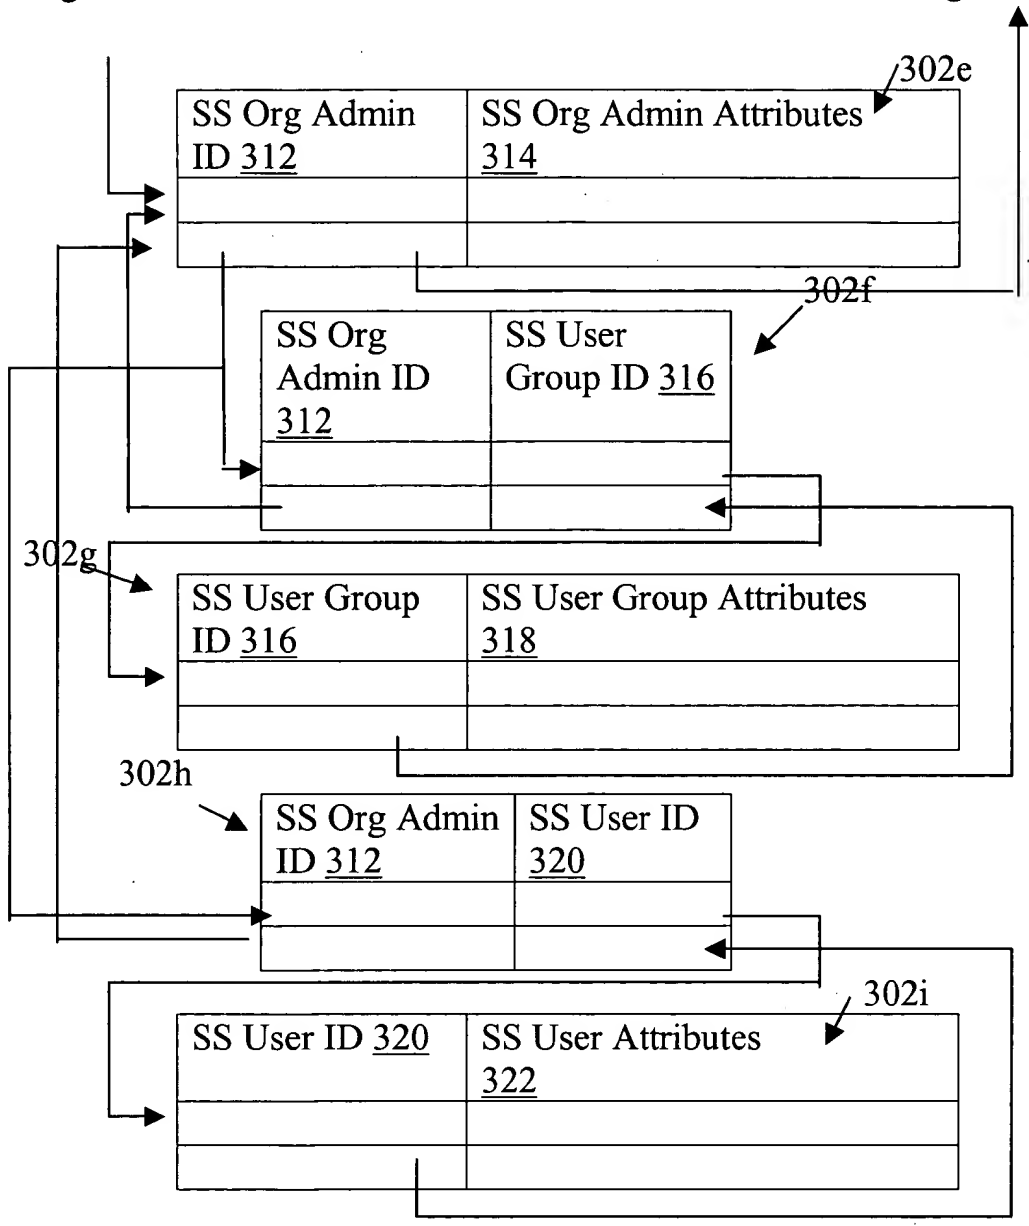 302e
SS Org Admin
ID 312
SS Org Admin Attributes
314
302f
SS Org
Admin ID
312
SS User
Group ID 316
302g
SS User Group
ID 316
SS User Group Attributes
318
302h
SS Org Admin
ID 312
SS User ID
320
302i
SS User ID 320
SS User Attributes
322